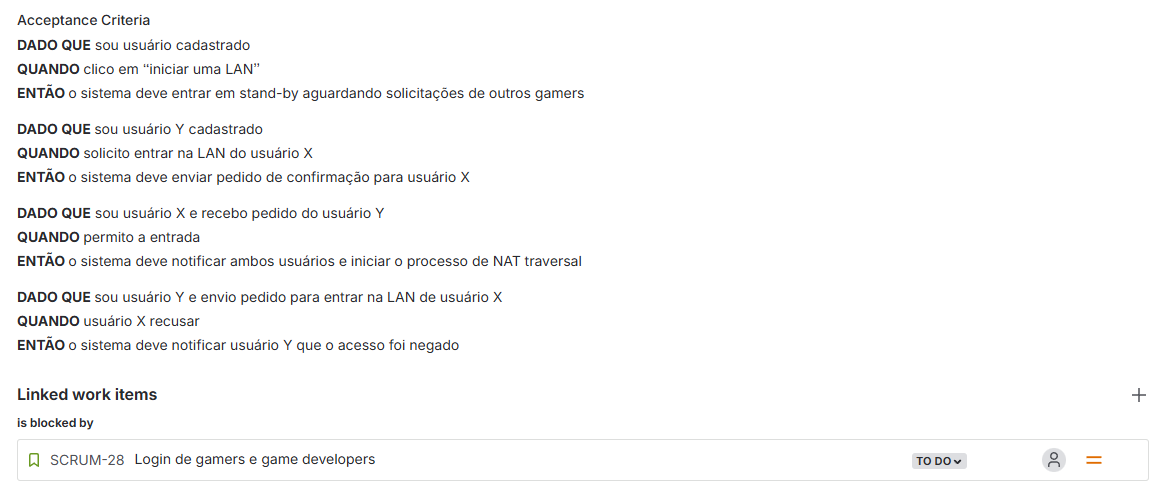 Acceptance Criteria
DADO QUE sou usuário cadastrado
QUANDO clico em “iniciar uma LAN”
ENTÃO o sistema deve entrar em stand-by aguardando solicitações de outros gamers
DADO QUE sou usuário Y cadastrado
QUANDO solicito entrar na LAN do usuário X
ENTÃO o sistema deve enviar pedido de confirmação para usuário X
DADO QUE sou usuário X e recebo pedido do usuário Y
QUANDO permito a entrada
ENTÃO o sistema deve notificar ambos usuários e iniciar o processo de NAT traversal
DADO QUE sou usuário Y e envio pedido para entrar na LAN de usuário X
QUANDO usuário X recusar
ENTÃO o sistema deve notificar usuário Y que o acesso foi negado
Linked work items
is blocked by
SCRUM-28 Login de gamers e game developers TO DO